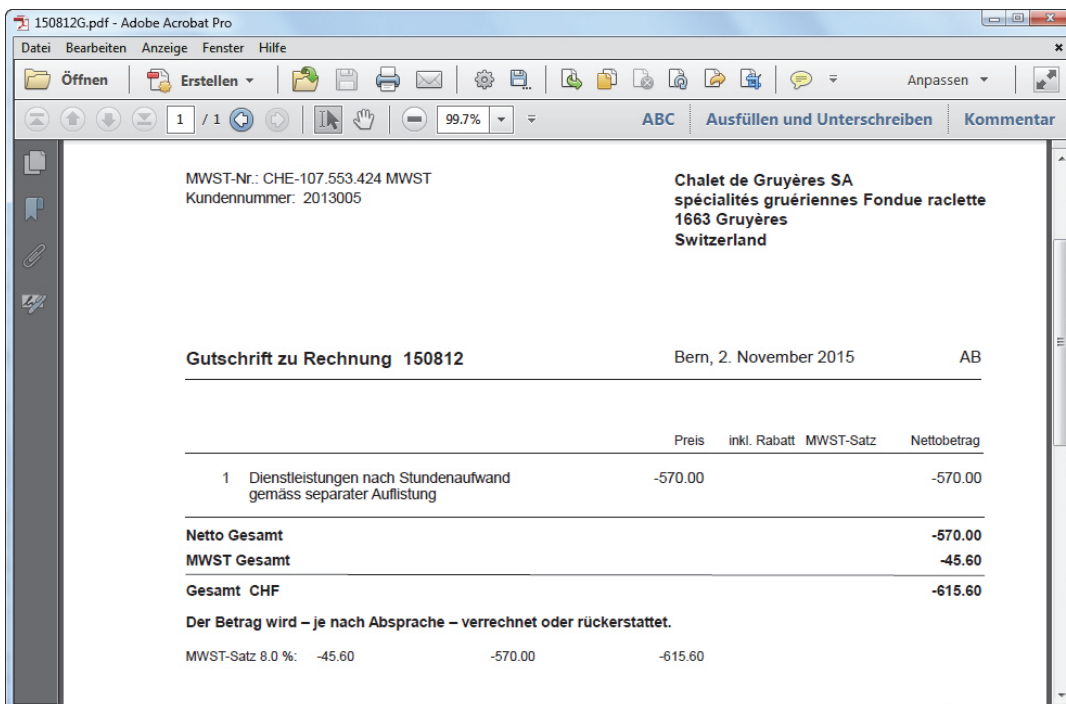 150812G.pdf - Adobe Acrobat Pro
Datei Bearbeiten Anzeige Fenster Hilfe
Öffnen Erstellen Anpassen
1 / 1 99.7% ABC Ausfüllen und Unterschreiben Kommentar
MWST-Nr.: CHE-107.553.424 MWST
Kundennummer: 2013005
Chalet de Gruyères SA
spécialités gruériennes Fondue raclette
1663 Gruyères
Switzerland
Gutschrift zu Rechnung 150812 Bern, 2. November 2015 AB
Preis inkl. Rabatt MWST-Satz Nettobetrag
1 Dienstleistungen nach Stundenaufwand -570.00 -570.00
gemäss separater Auflistung
Netto Gesamt -570.00
MWST Gesamt -45.60
Gesamt CHF -615.60
Der Betrag wird – je nach Absprache – verrechnet oder rückerstattet.
MWST-Satz 8.0 %: -45.60 -570.00 -615.60